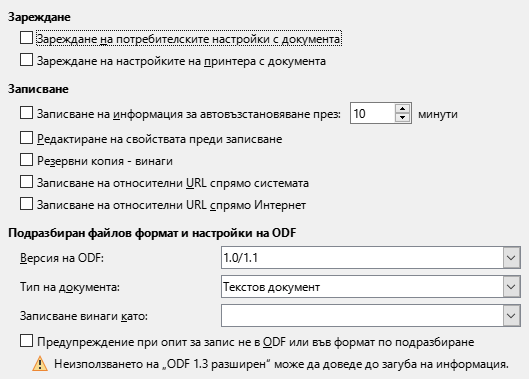 Зареждане
Зареждане на потребителските настройки с документа
Зареждане на настройките на принтера с документа
Записване
Записване на информация за автовъзстановяване през: 10 минути
Редактиране на свойствата преди записване
Резервни копия - винаги
Записване на относителни URL спрямо системата
Записване на относителни URL спрямо Интернет
Подразбиран файлов формат и настройки на ODF
Версия на ODF: 1.0/1.1
Тип на документа: Текстов документ
Записване винаги като:
Предупреждение при опит за запис не в ODF или във формат по подразбиране
Неизползването на „ODF 1.3 разширен“ може да доведе до загуба на информация.